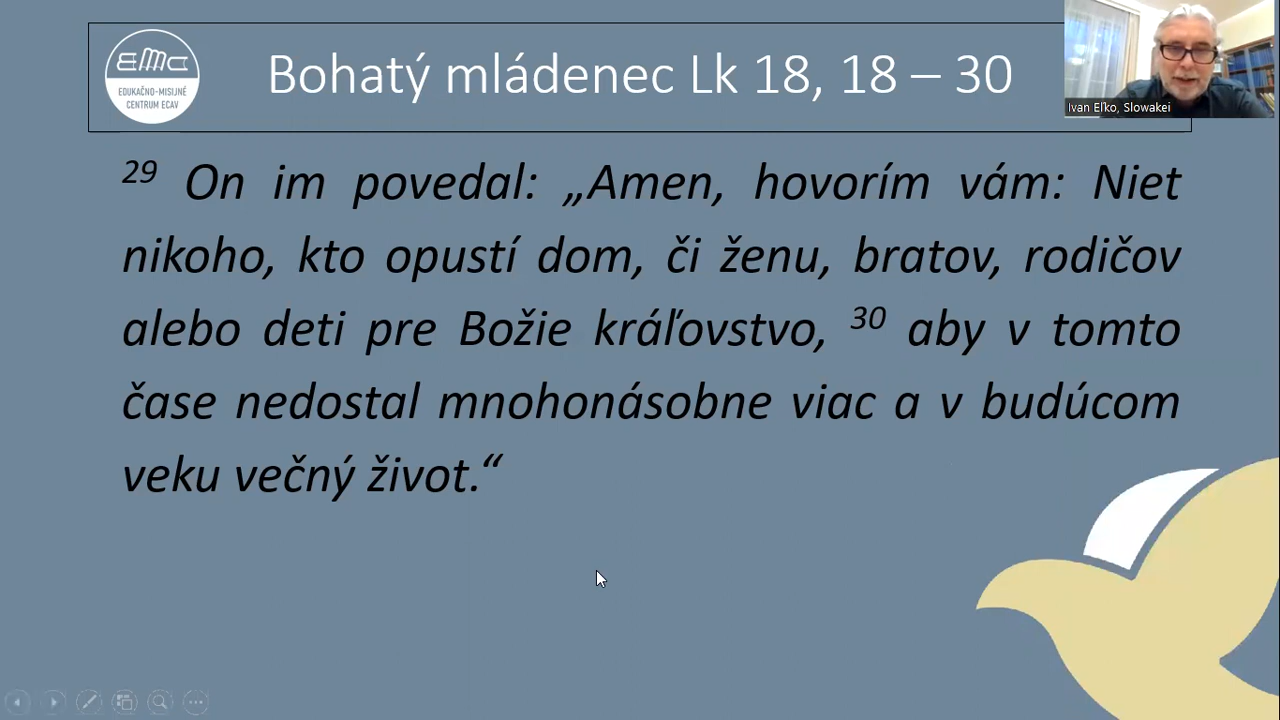 EMC
EDUKAČNO-MISIJNÉ
CENTRUM ECAV
Bohatý mládenec Lk 18, 18 – 30
Ivan Eľko, Slowakei
29 On im povedal: „Amen, hovorím vám: Niet
nikoho, kto opustí dom, či ženu, bratov, rodičov
alebo deti pre Božie kráľovstvo, 30 aby v tomto
čase nedostal mnohonásobne viac a v budúcom
veku večný život.“